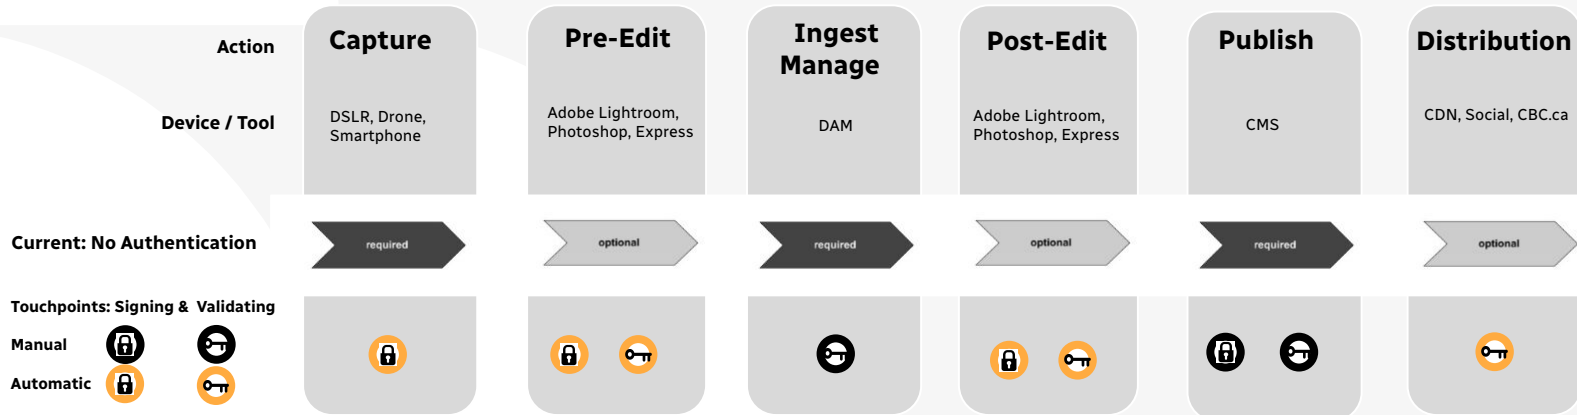 Action
Capture
Pre-Edit
Ingest
Manage
Post-Edit
Publish
Distribution
Device / Tool
DSLR, Drone,
Smartphone
Adobe Lightroom,
Photoshop, Express
DAM
Adobe Lightroom,
Photoshop, Express
CMS
CDN, Social, CBC.ca
Current: No Authentication
required
optional
required
optional
required
optional
Touchpoints: Signing & Validating
Manual
Automatic